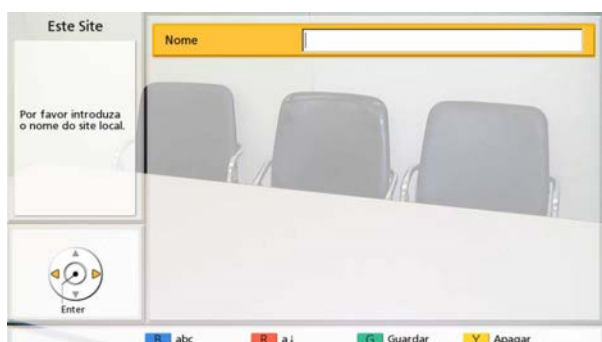 Este Site
Nome
Por favor introduza
o nome do site local.
Enter
B abc R a↓ G Guardar Y Apagar